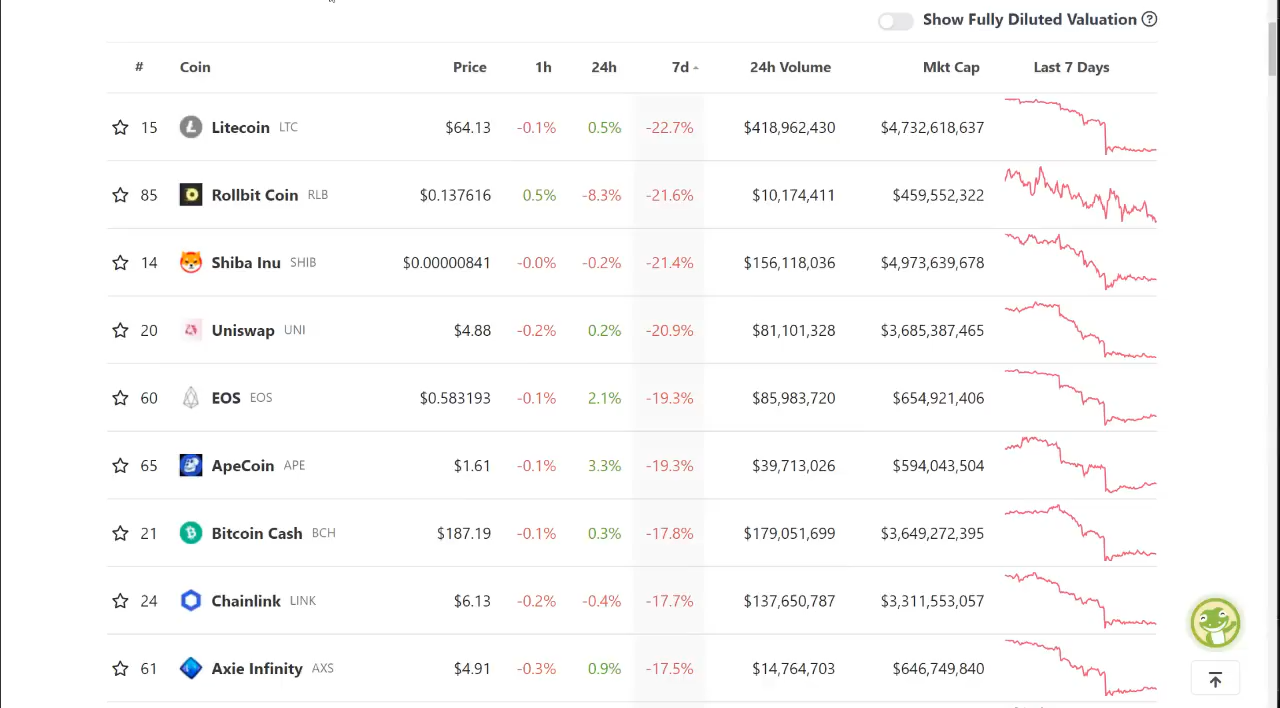 Show Fully Diluted Valuation ?
# Coin Price 1h 24h 7d 24h Volume Mkt Cap Last 7 Days
15 Litecoin LTC $64.13 -0.1% 0.5% -22.7% $418,962,430 $4,732,618,637
85 Rollbit Coin RLB $0.137616 0.5% -8.3% -21.6% $10,174,411 $459,552,322
14 Shiba Inu SHIB $0.00000841 -0.0% -0.2% -21.4% $156,118,036 $4,973,639,678
20 Uniswap UNI $4.88 -0.2% 0.2% -20.9% $81,101,328 $3,685,387,465
60 EOS EOS $0.583193 -0.1% 2.1% -19.3% $85,983,720 $654,921,406
65 ApeCoin APE $1.61 -0.1% 3.3% -19.3% $39,713,026 $594,043,504
21 Bitcoin Cash BCH $187.19 -0.1% 0.3% -17.8% $179,051,699 $3,649,272,395
24 Chainlink LINK $6.13 -0.2% -0.4% -17.7% $137,650,787 $3,311,553,057
61 Axie Infinity AXS $4.91 -0.3% 0.9% -17.5% $14,764,703 $646,749,840